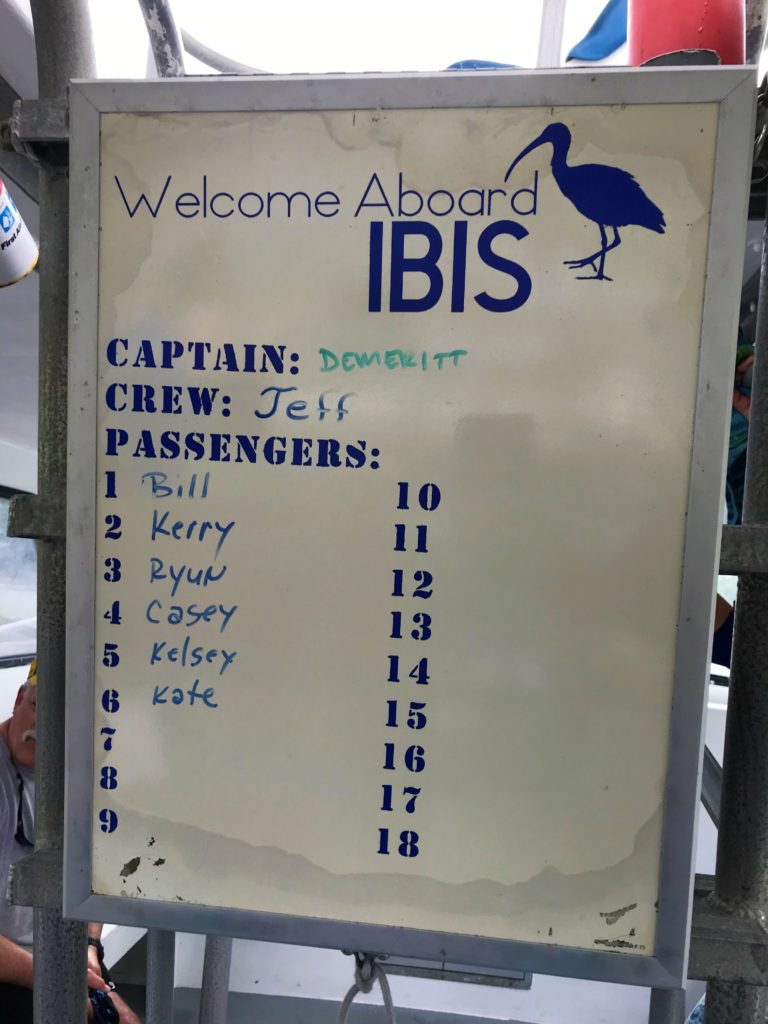 Welcome Aboard
IBIS
CAPTAIN: DEMERITT
CREW: Jeff
PASSENGERS:
1 Bill
2 Kerry
3 Ryun
4 Casey
5 Kelsey
6 Kate
7
8
9
10
11
12
13
14
15
16
17
18
First A